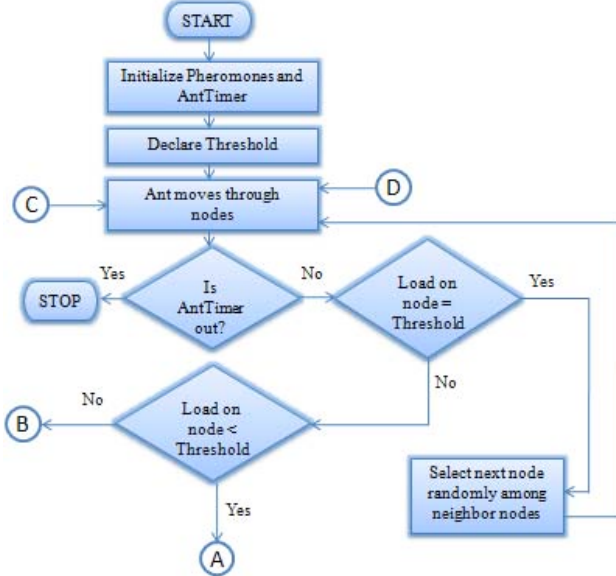 START
Initialize Pheromones and
AntTimer
Declare Threshold
C
Ant moves through
nodes
D
Yes
STOP
Is
AntTimer
out?
No
Load on
node =
Threshold
Yes
No
No
B
Load on
node <
Threshold
Yes
A
Select next node
randomly among
neighbor nodes